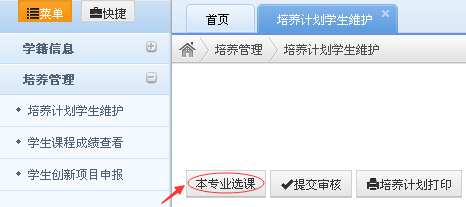 菜单 快捷
学籍信息
培养管理
培养计划学生维护
学生课程成绩查看
学生创新项目申报
首页 培养计划学生维护
培养管理 培养计划学生维护
本专业选课 提交审核 培养计划打印